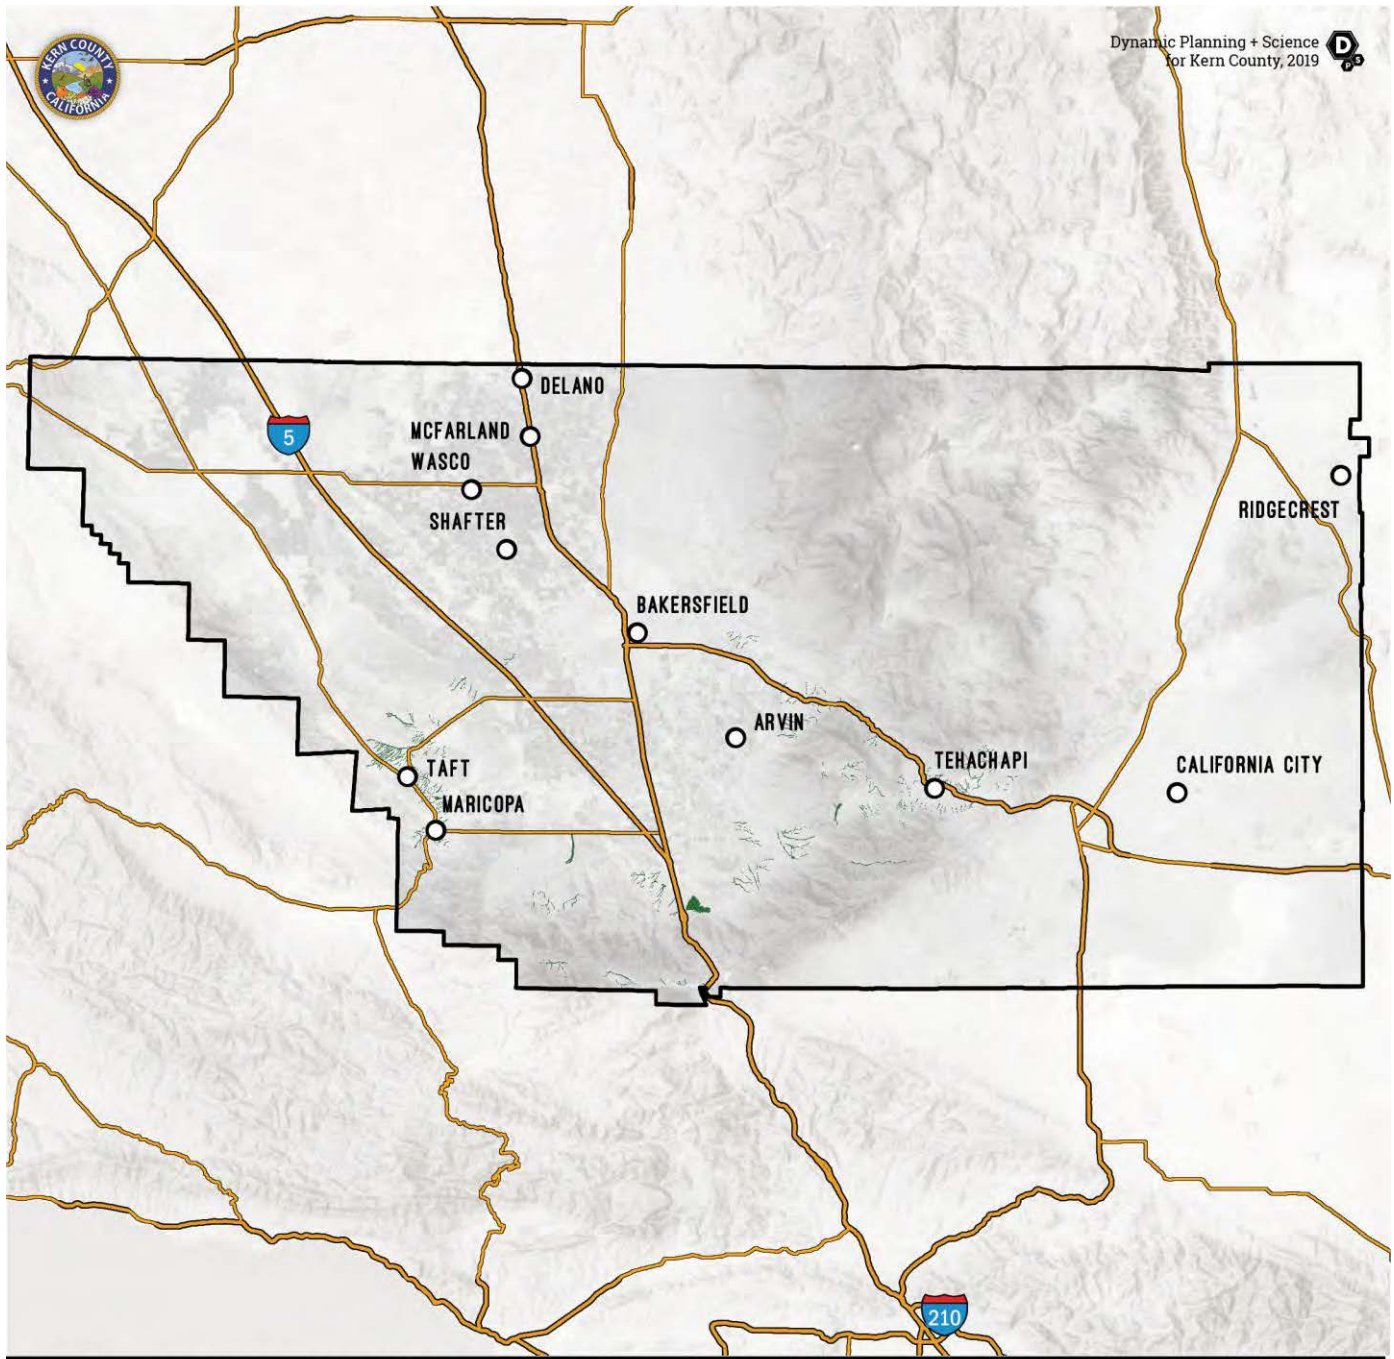 KERN COUNTY
CALIFORNIA
Dynamic Planning + Science
for Kern County, 2019
D
P S
DELANO
5
MCFARLAND
WASCO
RIDGECREST
SHAFTER
BAKERSFIELD
ARVIN
TEHACHAPI
CALIFORNIA CITY
TAFT
MARICOPA
210